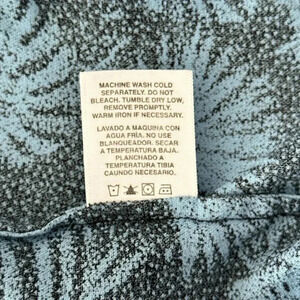 MACHINE WASH COLD
SEPARATELY. DO NOT
BLEACH. TUMBLE DRY LOW,
REMOVE PROMPTLY.
WARM IRON IF NECESSARY.
LAVADO A MAQUINA CON
AGUA FRÍA. NO USE
BLANQUEADOR. SECAR
A TEMPERATURA BAJA.
PLANCHADO A
TEMPERATURA TIBIA
CAUNDO NECESARIO.